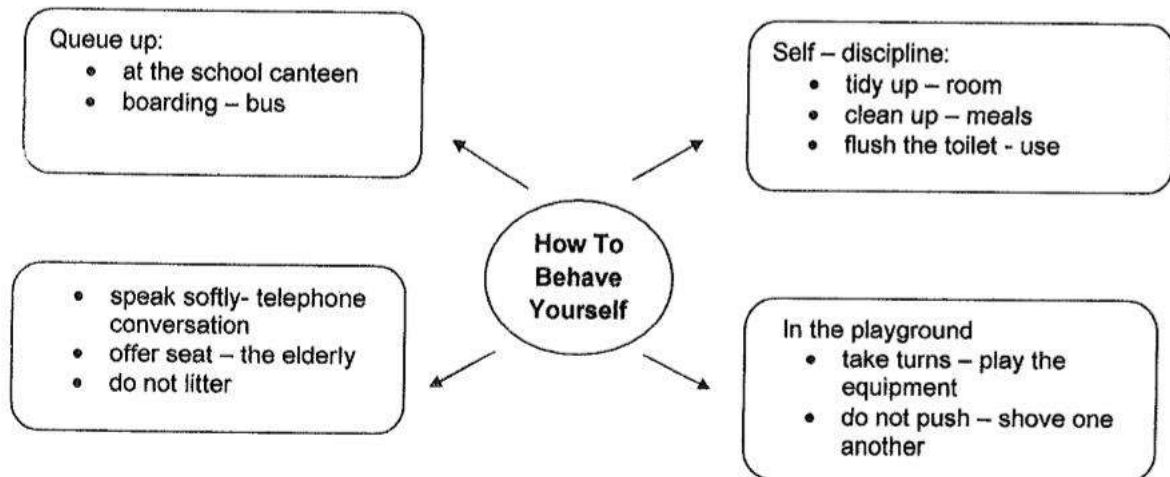 Queue up:
• at the school canteen
• boarding – bus
Self – discipline:
• tidy up – room
• clean up – meals
• flush the toilet - use
How To
Behave
Yourself
• speak softly- telephone
conversation
• offer seat – the elderly
• do not litter
In the playground
• take turns – play the
equipment
• do not push – shove one
another